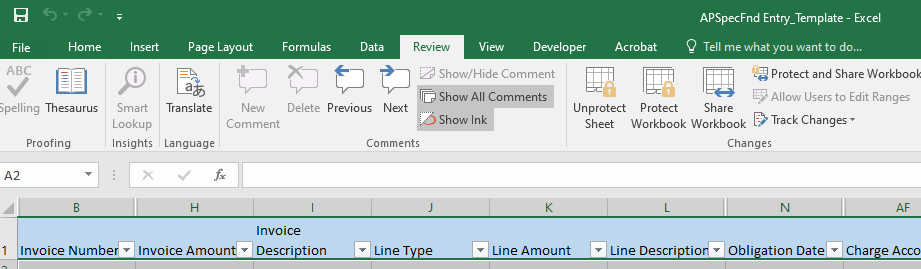 APSpecFnd Entry_Template - Excel
File Home Insert Page Layout Formulas Data Review View Developer Acrobat Tell me what you want to do...
ABC
Spelling
Thesaurus
Proofing
Smart
Lookup
Insights
Translate
Language
New
Comment
Delete
Previous
Next
Show/Hide Comment
Show All Comments
Show Ink
Comments
Unprotect
Sheet
Protect
Workbook
Share
Workbook
Protect and Share Workbook
Allow Users to Edit Ranges
Track Changes
Changes
A2 fx
B H I J K L N AF
1 Invoice Number Invoice Amount Invoice Description Line Type Line Amount Line Description Obligation Date Charge Acco